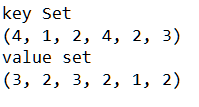 key Set
(4, 1, 2, 4, 2, 3)
value set
(3, 2, 3, 2, 1, 2)